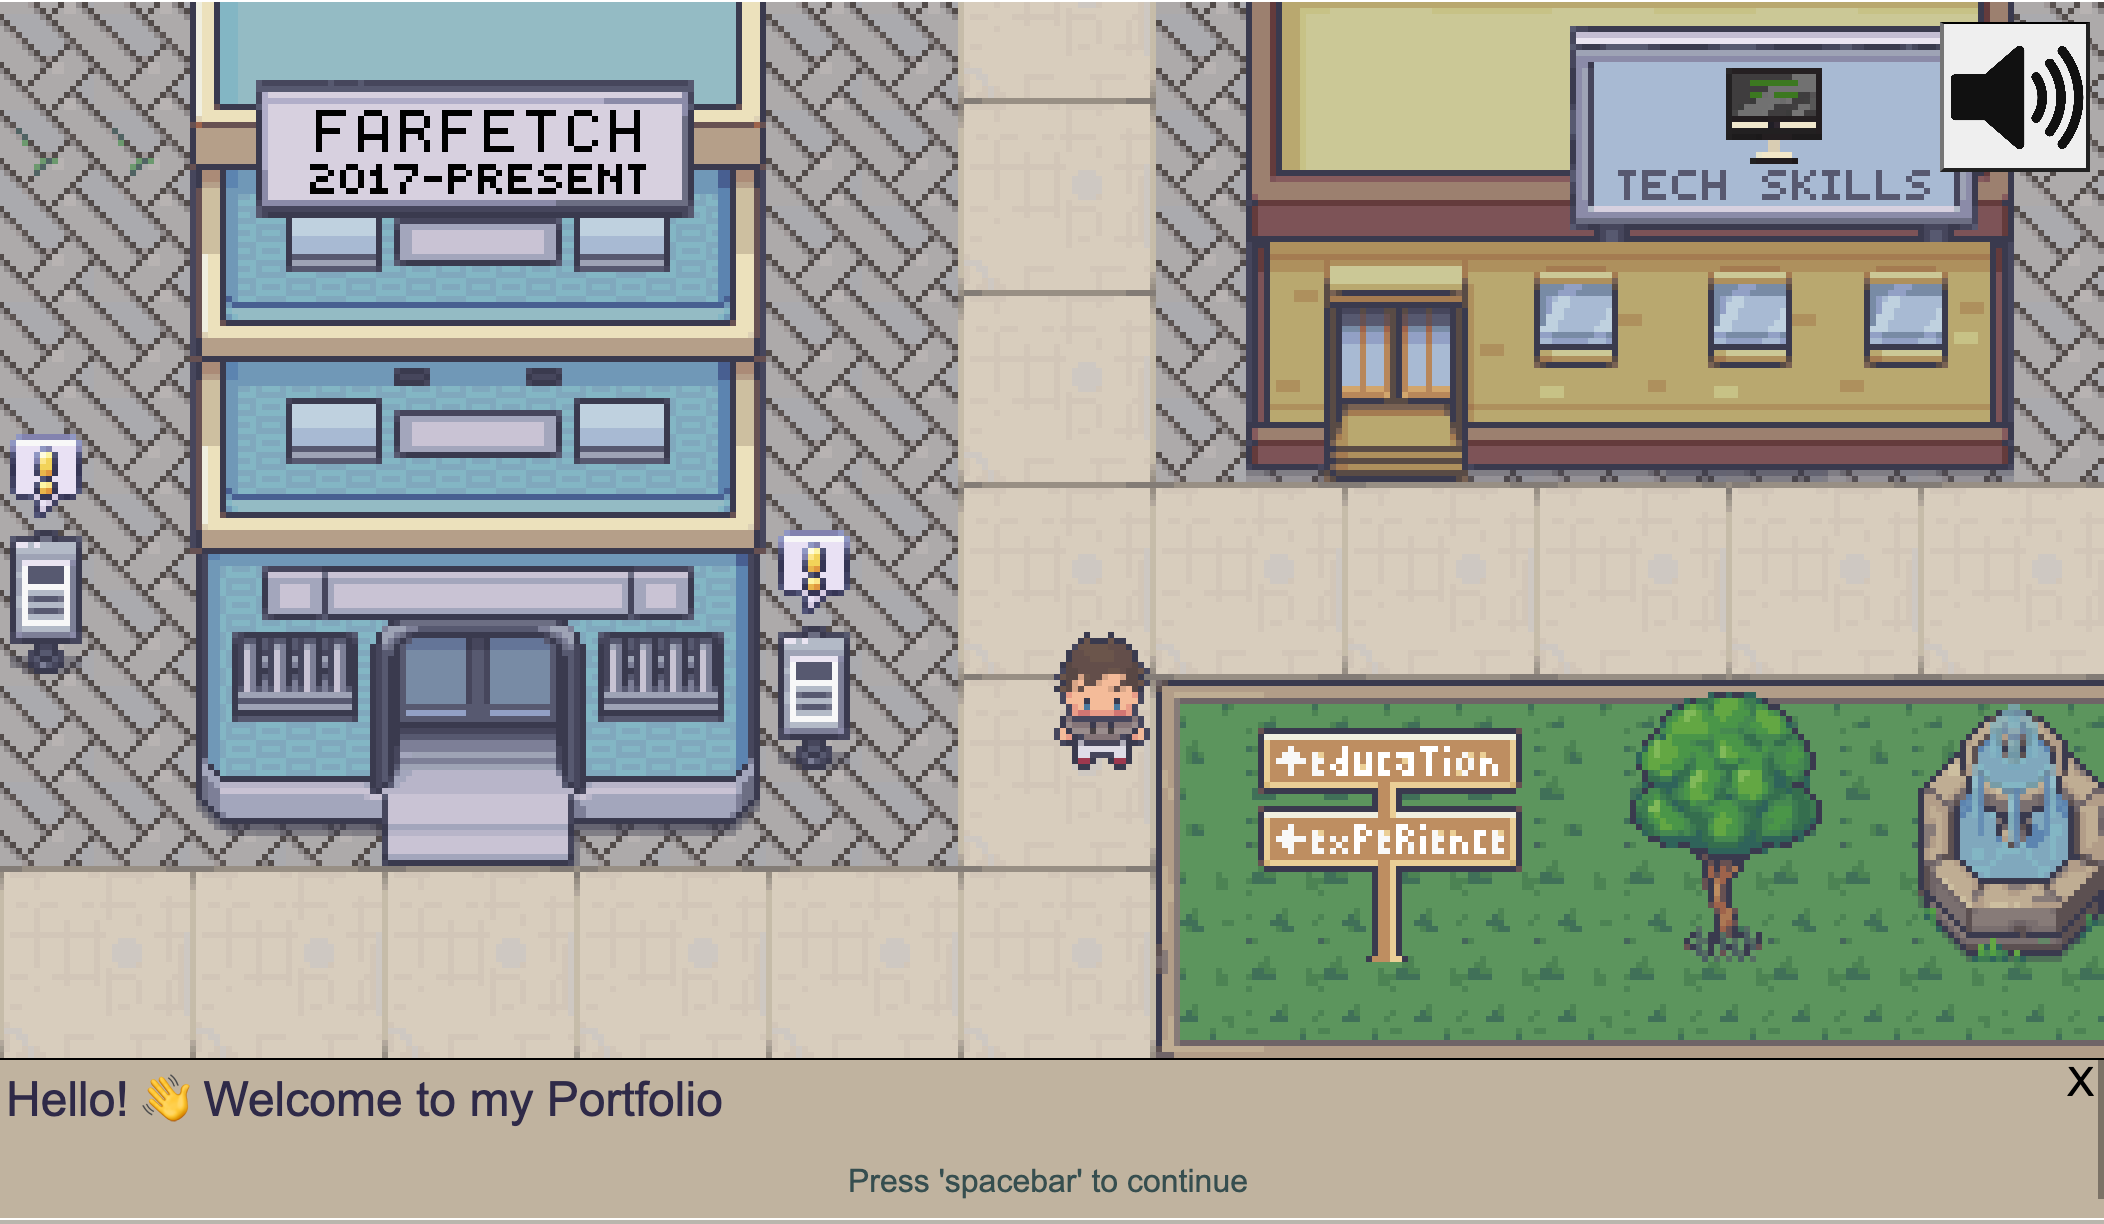 FARFETCH
2017-PRESENT
TECH SKILLS
+educaTion
+exPeRience
Hello! 👋 Welcome to my Portfolio
X
Press 'spacebar' to continue